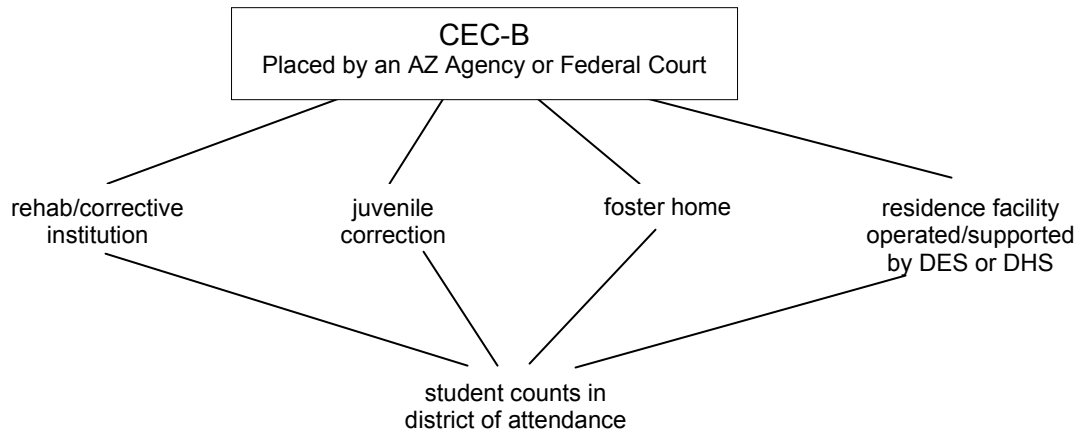 CEC-B
Placed by an AZ Agency or Federal Court
rehab/corrective
institution
juvenile
correction
foster home
residence facility
operated/supported
by DES or DHS
student counts in
district of attendance